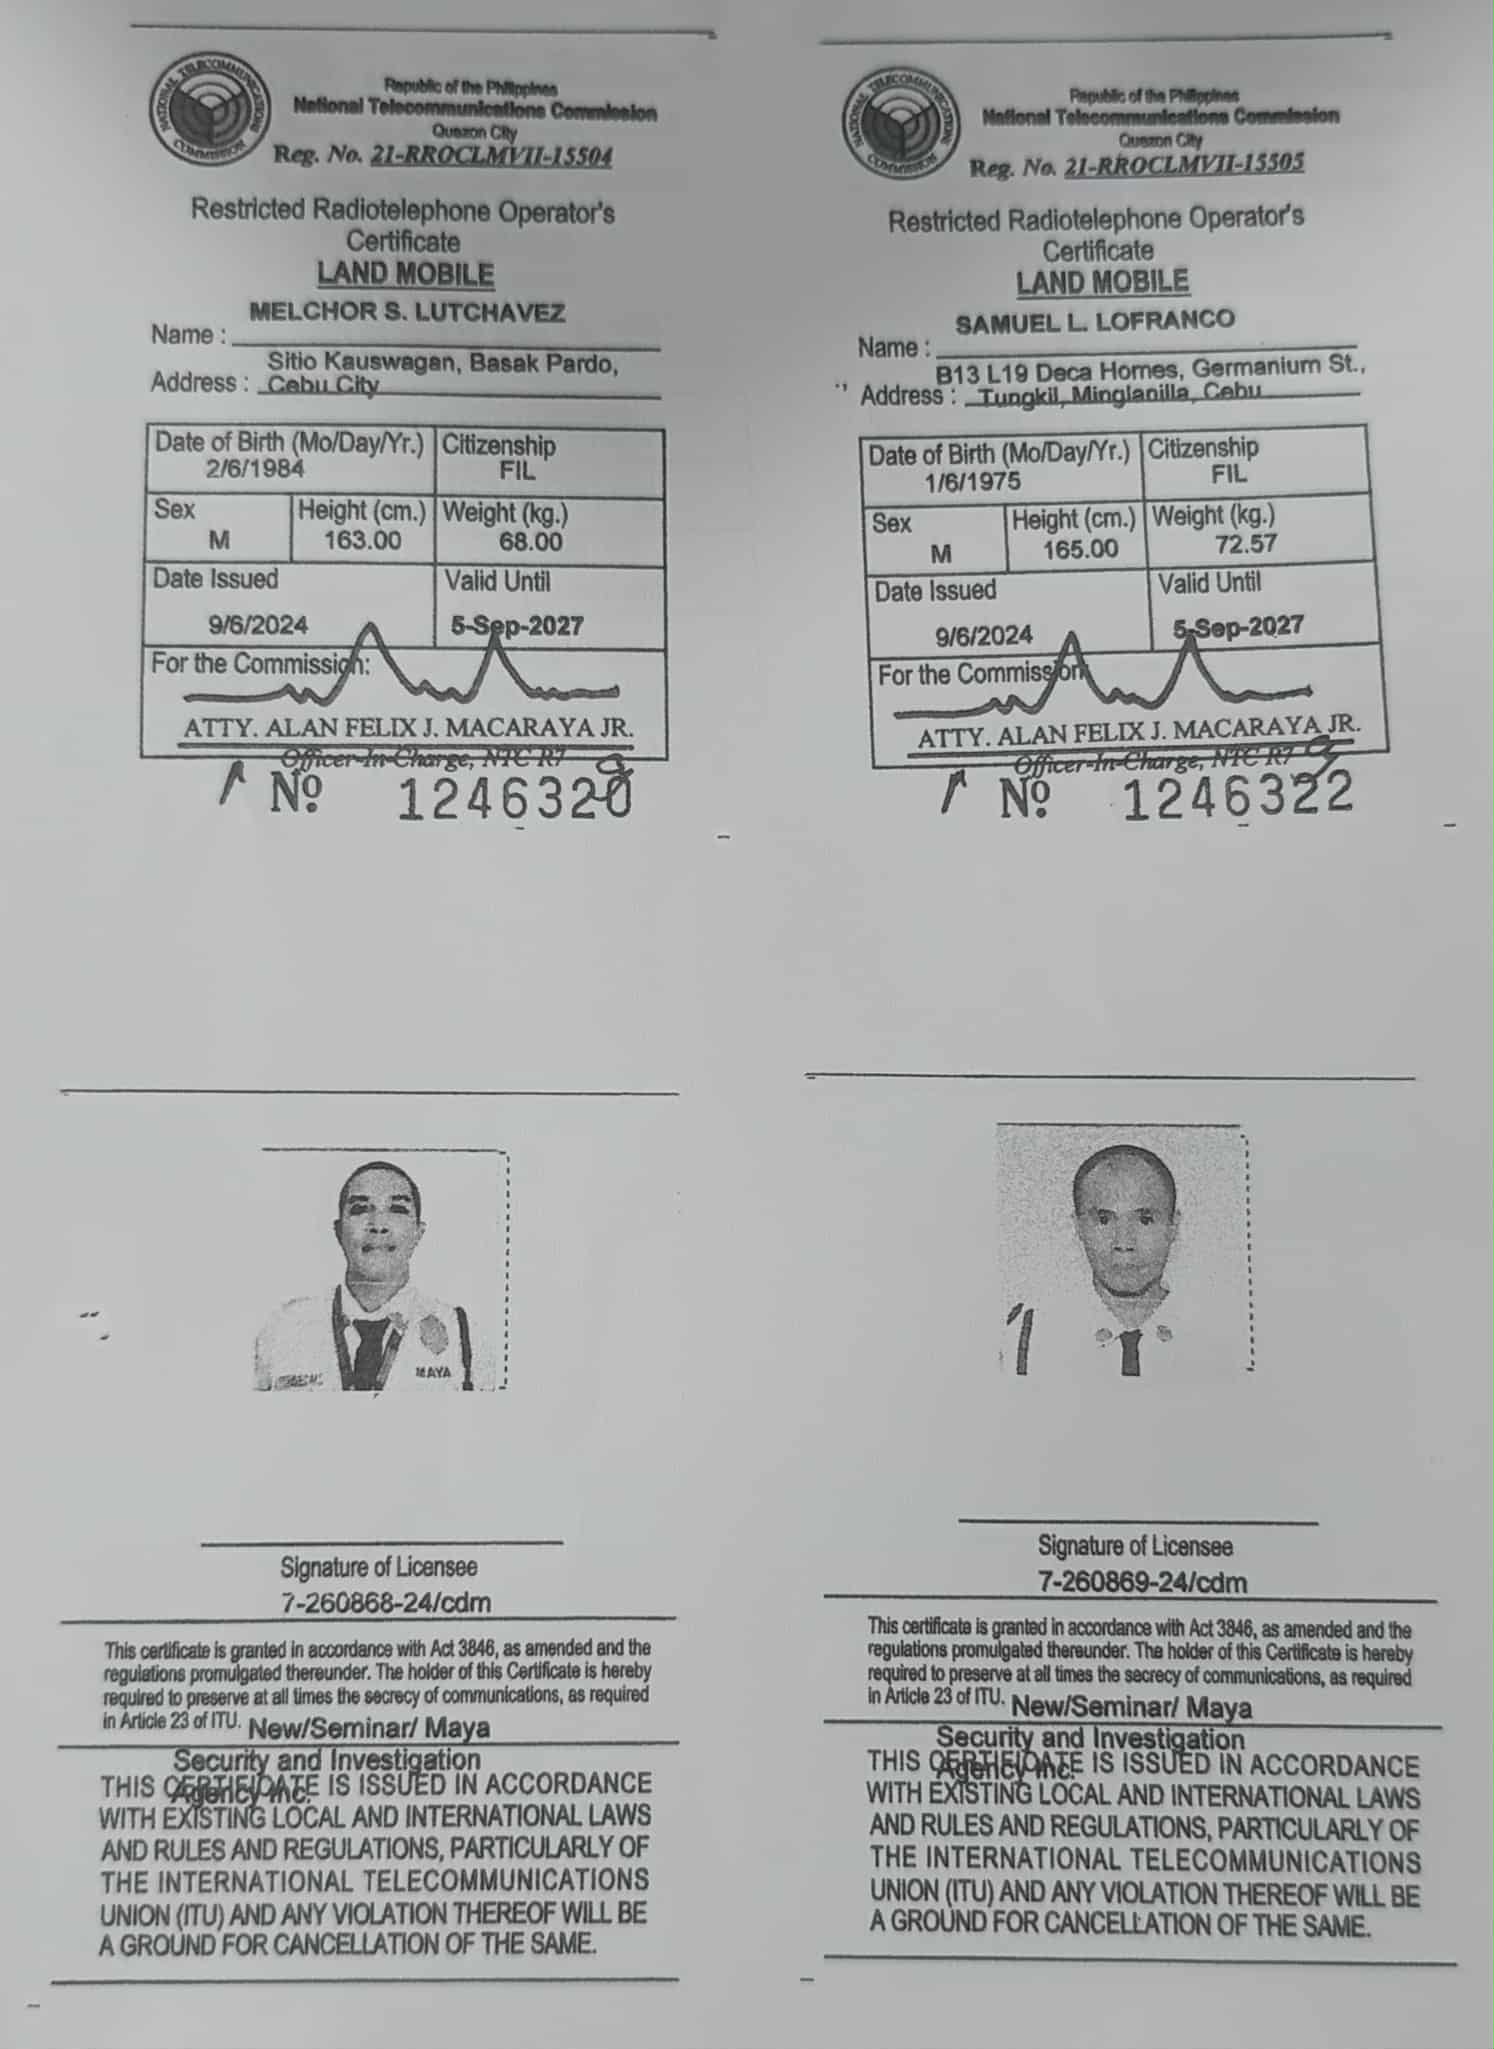 NATIONAL TELECOMMUNICATIONS COMMISSION
Republic of the Philippines
National Telecommunications Commission
Quezon City
Reg. No. 21-RROCLMVII-15504
Restricted Radiotelephone Operator's
Certificate
LAND MOBILE
MELCHOR S. LUTCHAVEZ
Name :
Sitio Kauswagan, Basak Pardo,
Address : Cebu City
Date of Birth (Mo/Day/Yr.) Citizenship
2/6/1984 FIL
Sex Height (cm.) Weight (kg.)
M 163.00 68.00
Date Issued Valid Until
9/6/2024 5-Sep-2027
For the Commission:
ATTY. ALAN FELIX J. MACARAYA JR.
Officer-In-Charge, NTC R7
Nº 1246320
MAYA
Signature of Licensee
7-260868-24/cdm
This certificate is granted in accordance with Act 3846, as amended and the
regulations promulgated thereunder. The holder of this Certificate is hereby
required to preserve at all times the secrecy of communications, as required
in Article 23 of ITU. New/Seminar/ Maya
Security and Investigation
Agency Inc.
THIS CERTIFICATE IS ISSUED IN ACCORDANCE
WITH EXISTING LOCAL AND INTERNATIONAL LAWS
AND RULES AND REGULATIONS, PARTICULARLY OF
THE INTERNATIONAL TELECOMMUNICATIONS
UNION (ITU) AND ANY VIOLATION THEREOF WILL BE
A GROUND FOR CANCELLATION OF THE SAME.
NATIONAL TELECOMMUNICATIONS COMMISSION
Republic of the Philippines
National Telecommunications Commission
Quezon City
Reg. No. 21-RROCLMVII-15505
Restricted Radiotelephone Operator's
Certificate
LAND MOBILE
SAMUEL L. LOFRANCO
Name :
B13 L19 Deca Homes, Germanium St.,
Address : Tungkil, Minglanilla, Cebu
Date of Birth (Mo/Day/Yr.) Citizenship
1/6/1975 FIL
Sex Height (cm.) Weight (kg.)
M 165.00 72.57
Date Issued Valid Until
9/6/2024 5-Sep-2027
For the Commission
ATTY. ALAN FELIX J. MACARAYA JR.
Officer-In-Charge, NTC R7
Nº 1246322
Signature of Licensee
7-260869-24/cdm
This certificate is granted in accordance with Act 3846, as amended and the
regulations promulgated thereunder. The holder of this Certificate is hereby
required to preserve at all times the secrecy of communications, as required
in Article 23 of ITU. New/Seminar/ Maya
Security and Investigation
Agency Inc.
THIS CERTIFICATE IS ISSUED IN ACCORDANCE
WITH EXISTING LOCAL AND INTERNATIONAL LAWS
AND RULES AND REGULATIONS, PARTICULARLY OF
THE INTERNATIONAL TELECOMMUNICATIONS
UNION (ITU) AND ANY VIOLATION THEREOF WILL BE
A GROUND FOR CANCELLATION OF THE SAME.